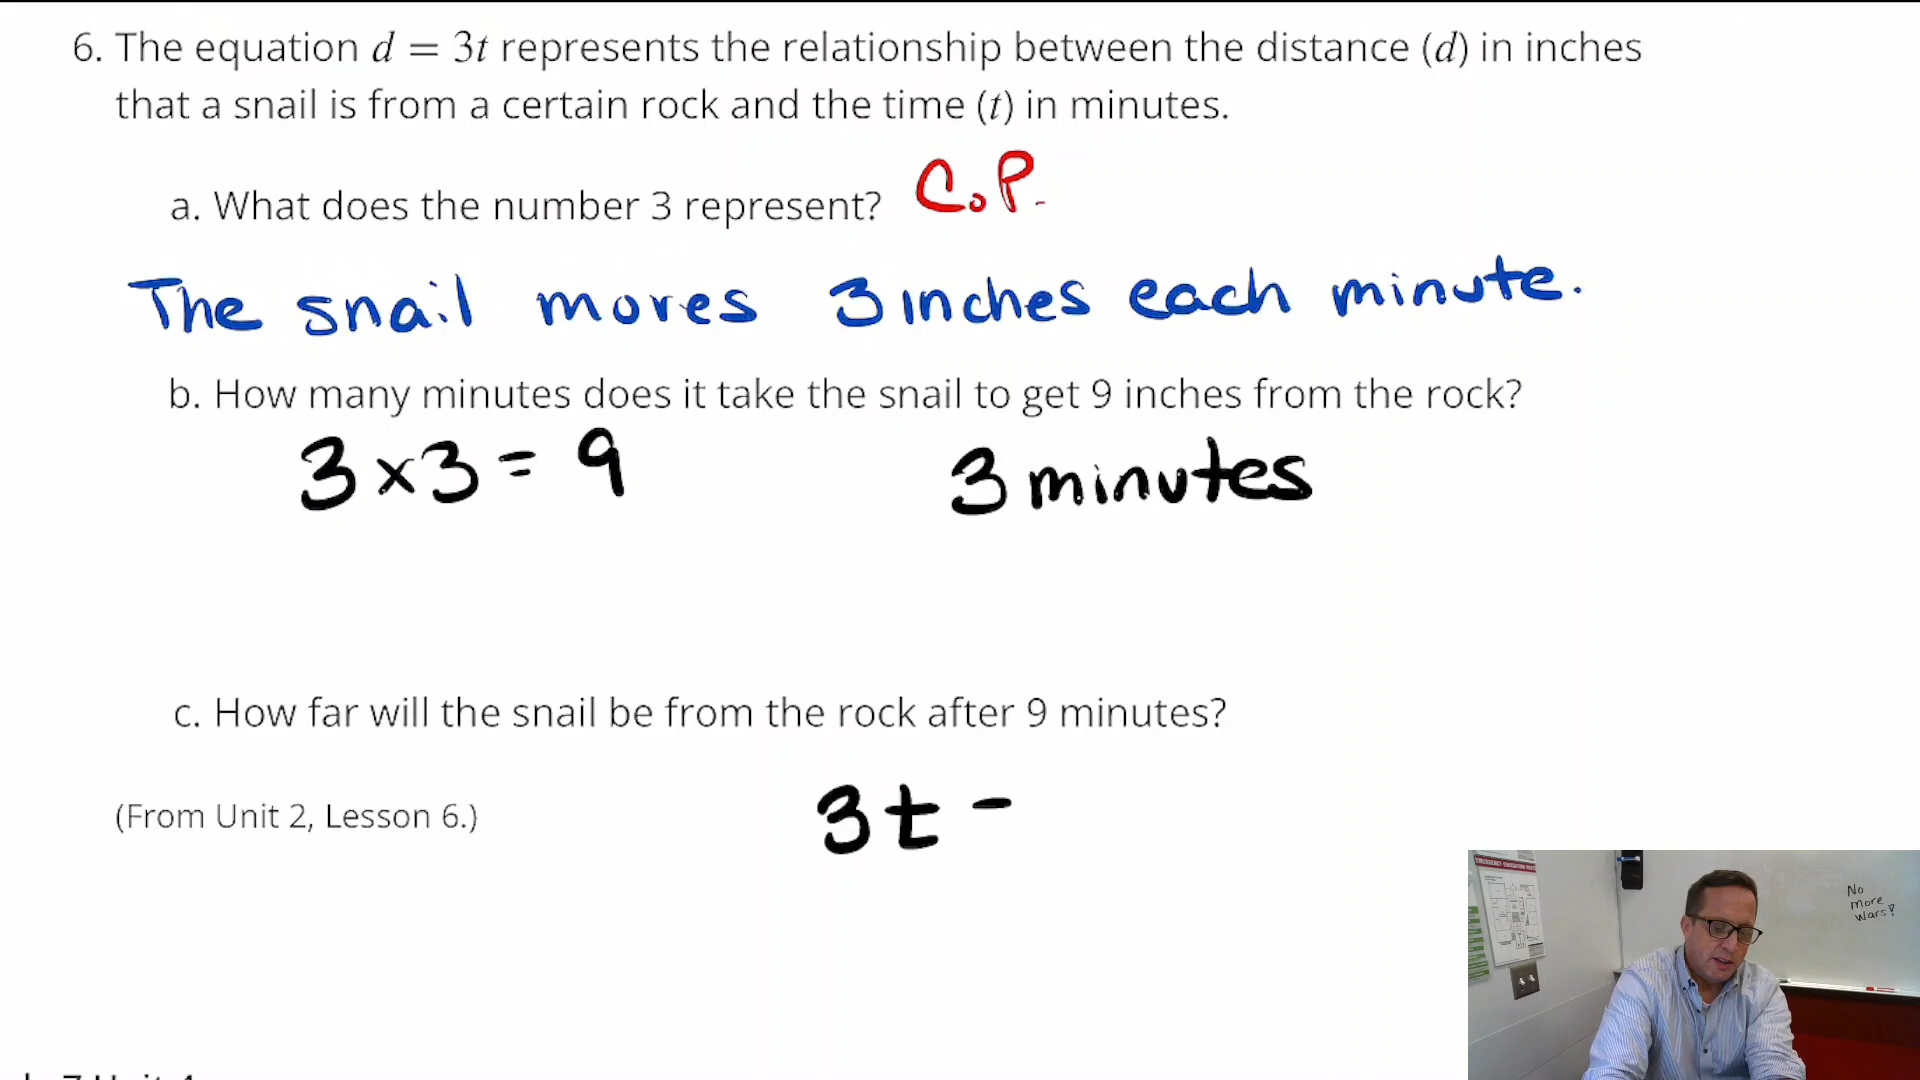 6. The equation d = 3t represents the relationship between the distance (d) in inches
that a snail is from a certain rock and the time (t) in minutes.
a. What does the number 3 represent? C.o.P.
The snail moves 3 inches each minute.
b. How many minutes does it take the snail to get 9 inches from the rock?
3 x 3 = 9 3 minutes
c. How far will the snail be from the rock after 9 minutes?
(From Unit 2, Lesson 6.) 3t -
No
more
wars!